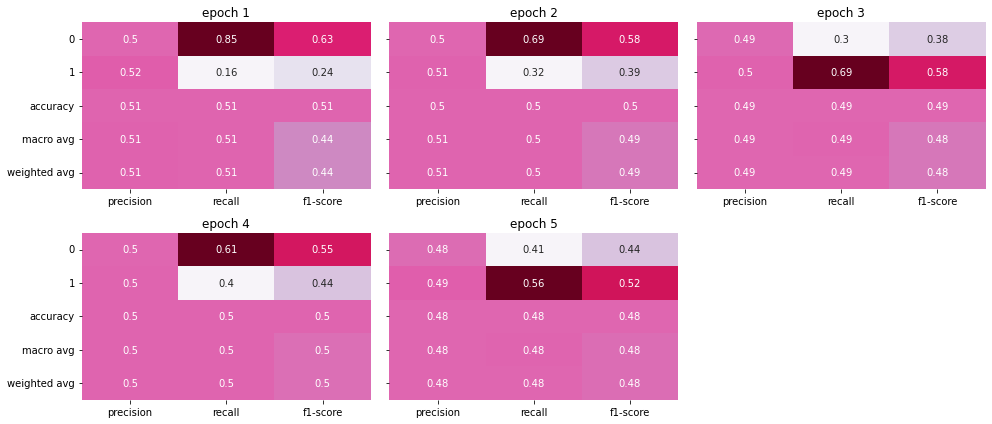 epoch 1 epoch 2 epoch 3
0 0.5 0.85 0.63 0.5 0.69 0.58 0.49 0.3 0.38
1 0.52 0.16 0.24 0.51 0.32 0.39 0.5 0.69 0.58
accuracy 0.51 0.51 0.51 0.5 0.5 0.5 0.49 0.49 0.49
macro avg 0.51 0.51 0.44 0.51 0.5 0.49 0.49 0.49 0.48
weighted avg 0.51 0.51 0.44 0.51 0.5 0.49 0.49 0.49 0.48
precision recall f1-score precision recall f1-score precision recall f1-score
epoch 4 epoch 5
0 0.5 0.61 0.55 0.48 0.41 0.44
1 0.5 0.4 0.44 0.49 0.56 0.52
accuracy 0.5 0.5 0.5 0.48 0.48 0.48
macro avg 0.5 0.5 0.5 0.48 0.48 0.48
weighted avg 0.5 0.5 0.5 0.48 0.48 0.48
precision recall f1-score precision recall f1-score